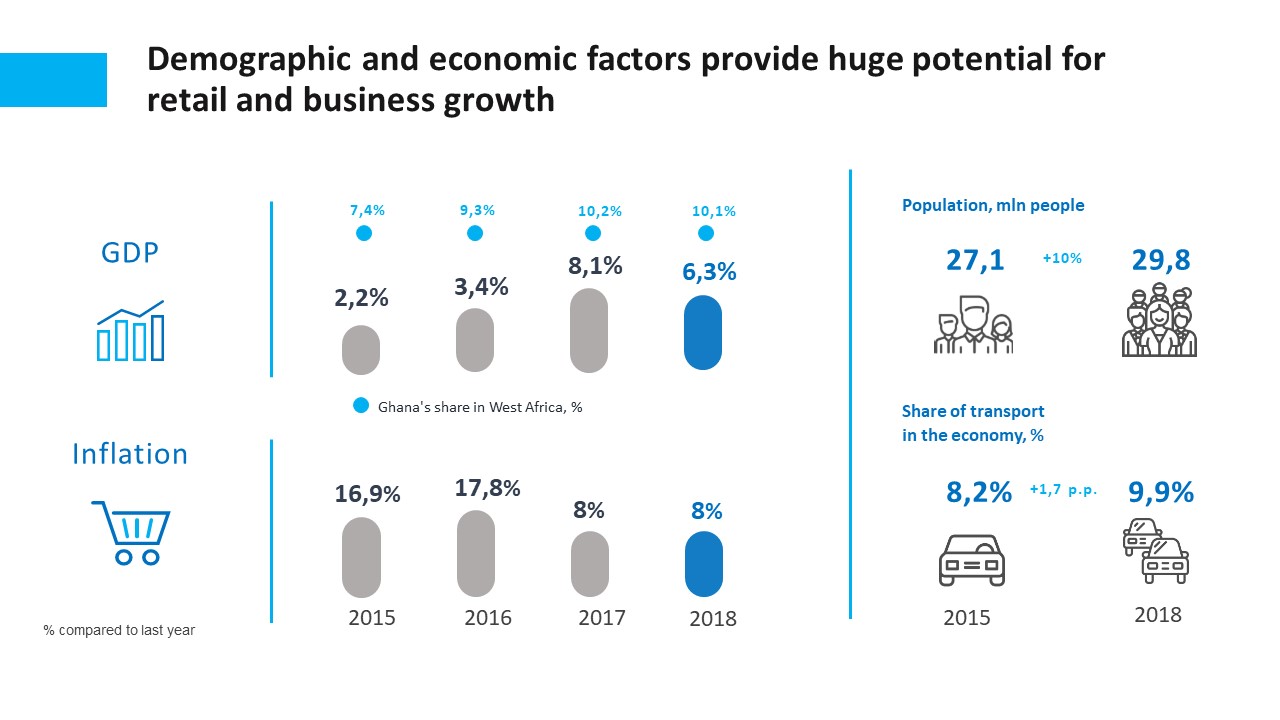 Demographic and economic factors provide huge potential for
retail and business growth
GDP
7,4% 9,3% 10,2% 10,1%
2,2% 3,4% 8,1% 6,3%
Ghana's share in West Africa, %
Inflation
16,9% 17,8% 8% 8%
2015 2016 2017 2018
% compared to last year
Population, mln people
27,1 +10% 29,8
Share of transport
in the economy, %
8,2% +1,7 p.p. 9,9%
2015 2018